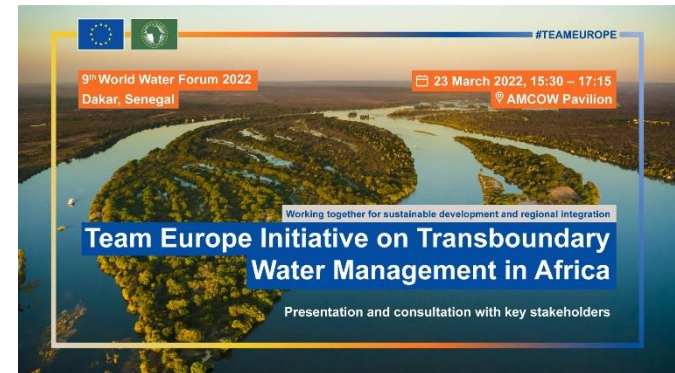 #TEAMEUROPE
9th World Water Forum 2022
Dakar, Senegal
23 March 2022, 15:30 – 17:15
AMCOW Pavilion
Working together for sustainable development and regional integration
Team Europe Initiative on Transboundary
Water Management in Africa
Presentation and consultation with key stakeholders